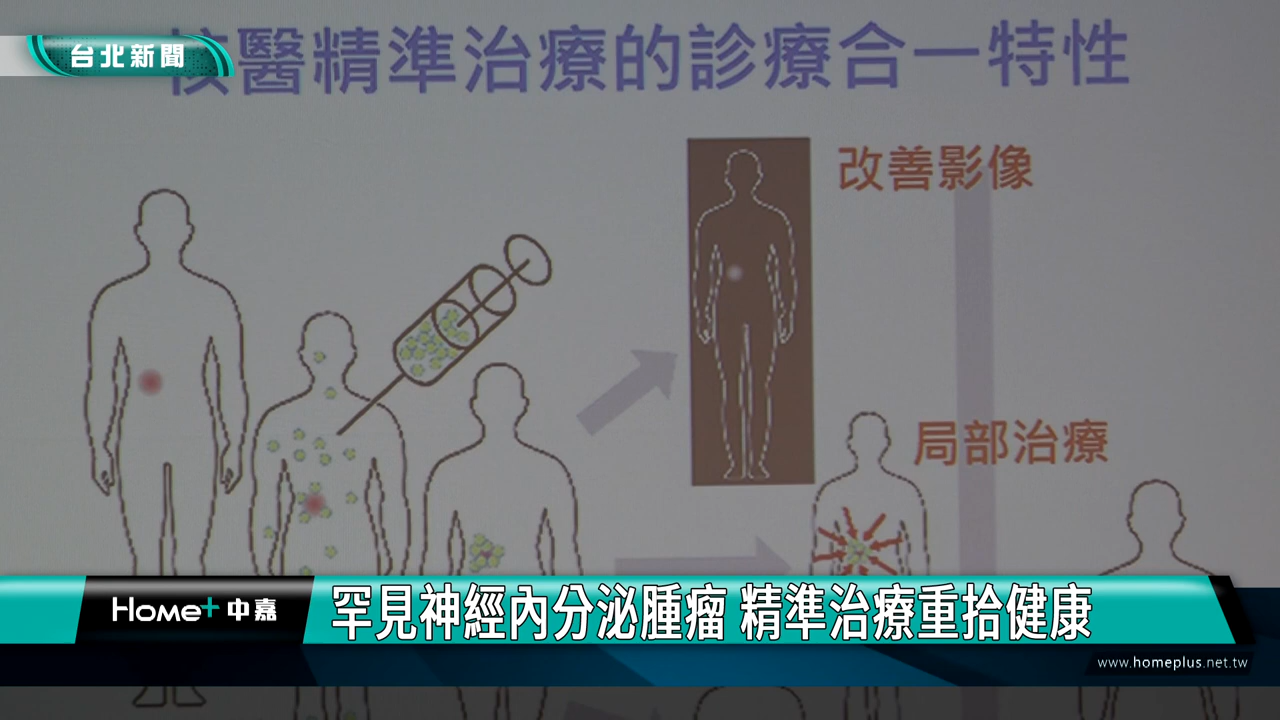 台北新聞
核醫精準治療的診療合一特性
改善影像
局部治療
Home+中嘉
罕見神經內分泌腫瘤 精準治療重拾健康
www.homeplus.net.tw